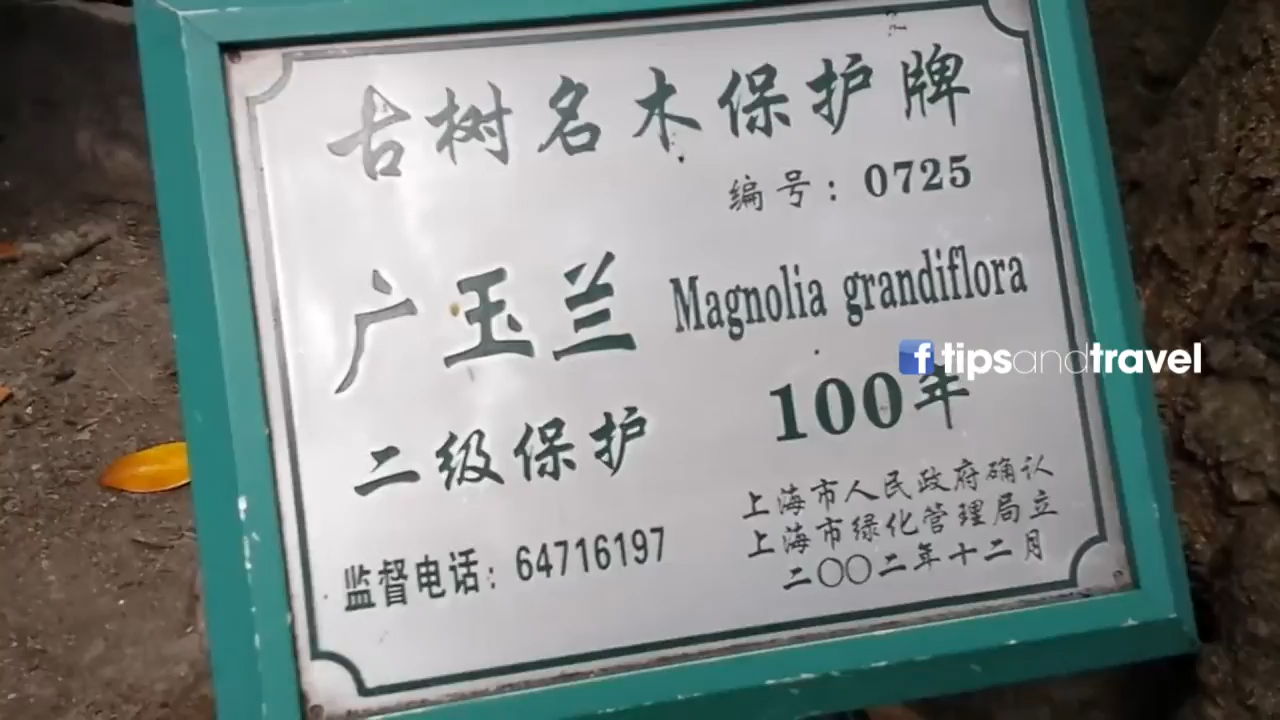 古树名木保护牌
编号：0725
广玉兰 Magnolia grandiflora
二级保护 100年
监督电话：64716197
上海市人民政府确认
上海市绿化管理局立
二〇〇二年十二月
tipsandtravel